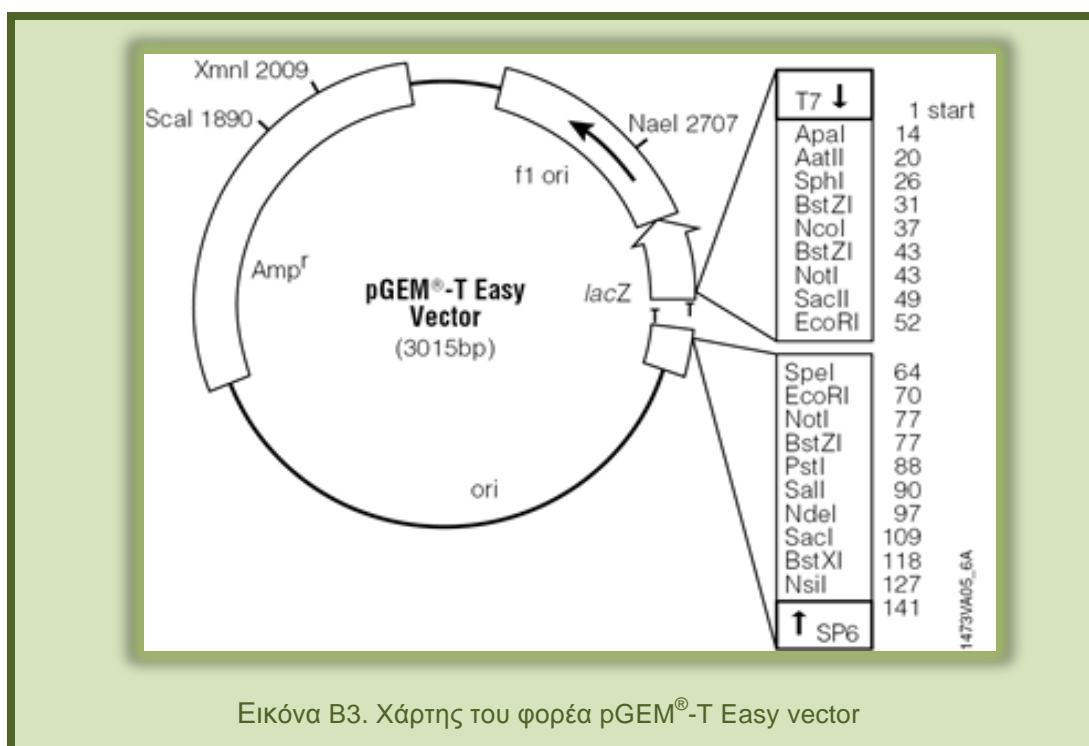 XmnI 2009
ScaI 1890
NaeI 2707
f1 ori
Ampʳ
pGEM®-T Easy
Vector
(3015bp)
lacZ
T
T
ori
T7 ↓
1 start
ApaI 14
AatII 20
SphI 26
BstZI 31
NcoI 37
BstZI 43
NotI 43
SacII 49
EcoRI 52
SpeI 64
EcoRI 70
NotI 77
BstZI 77
PstI 88
SalI 90
NdeI 97
SacI 109
BstXI 118
NsiI 127
141
↑ SP6
1473VA05_6A
Εικόνα Β3. Χάρτης του φορέα pGEM®-T Easy vector